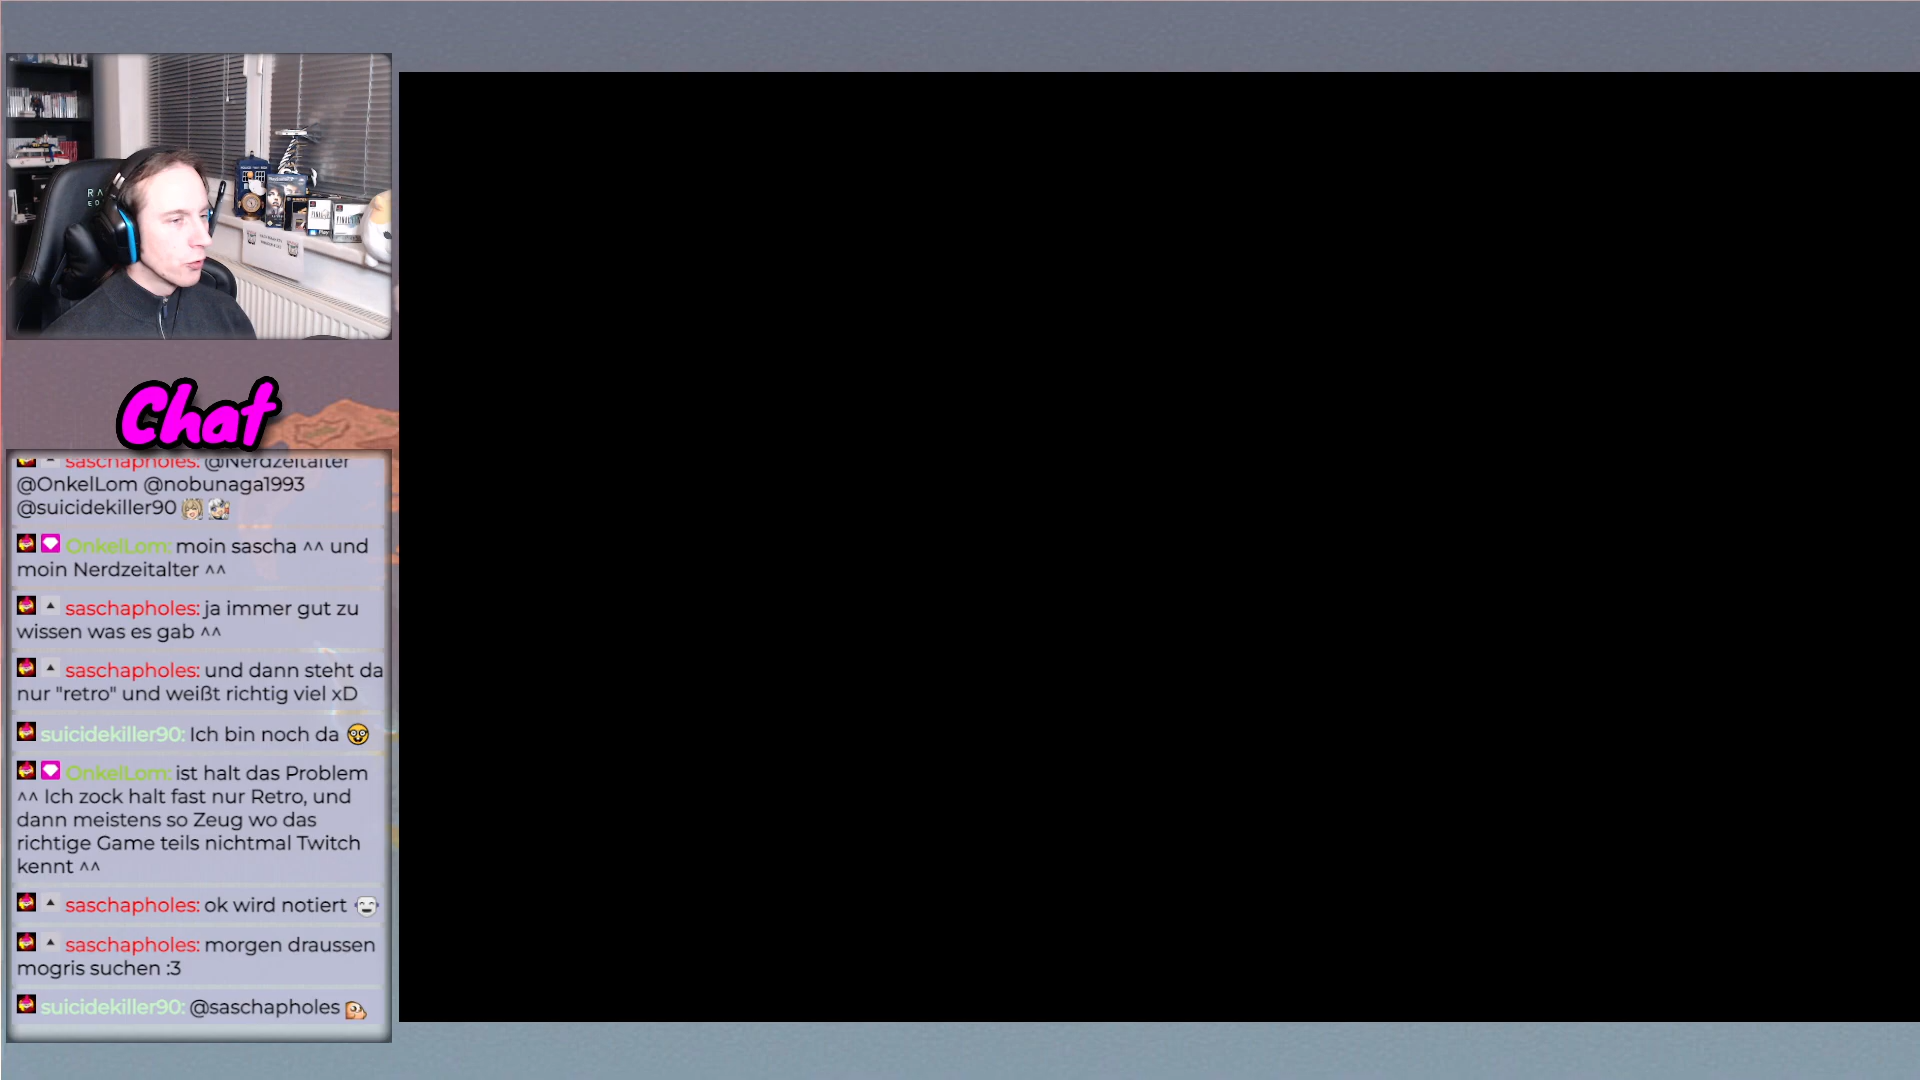 Chat
saschapholes: @Nerdzeitalter
@OnkelLom @nobunaga1993
@suicidekiller90
OnkelLom: moin sascha ^^ und
moin Nerdzeitalter ^^
saschapholes: ja immer gut zu
wissen was es gab ^^
saschapholes: und dann steht da
nur "retro" und weißt richtig viel xD
suicidekiller90: Ich bin noch da
OnkelLom: ist halt das Problem
^^ Ich zock halt fast nur Retro, und
dann meistens so Zeug wo das
richtige Game teils nichtmal Twitch
kennt ^^
saschapholes: ok wird notiert
saschapholes: morgen draussen
mogris suchen :3
suicidekiller90: @saschapholes